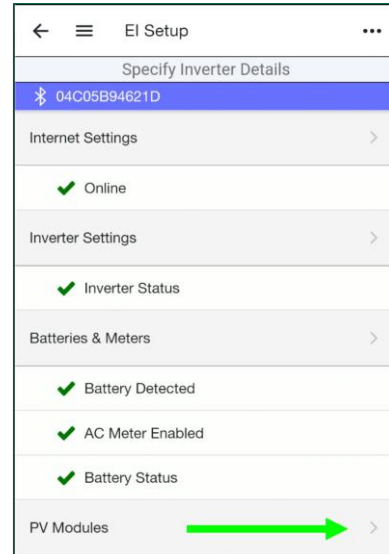 EI Setup
Specify Inverter Details
04C05B94621D
Internet Settings
Online
Inverter Settings
Inverter Status
Batteries & Meters
Battery Detected
AC Meter Enabled
Battery Status
PV Modules